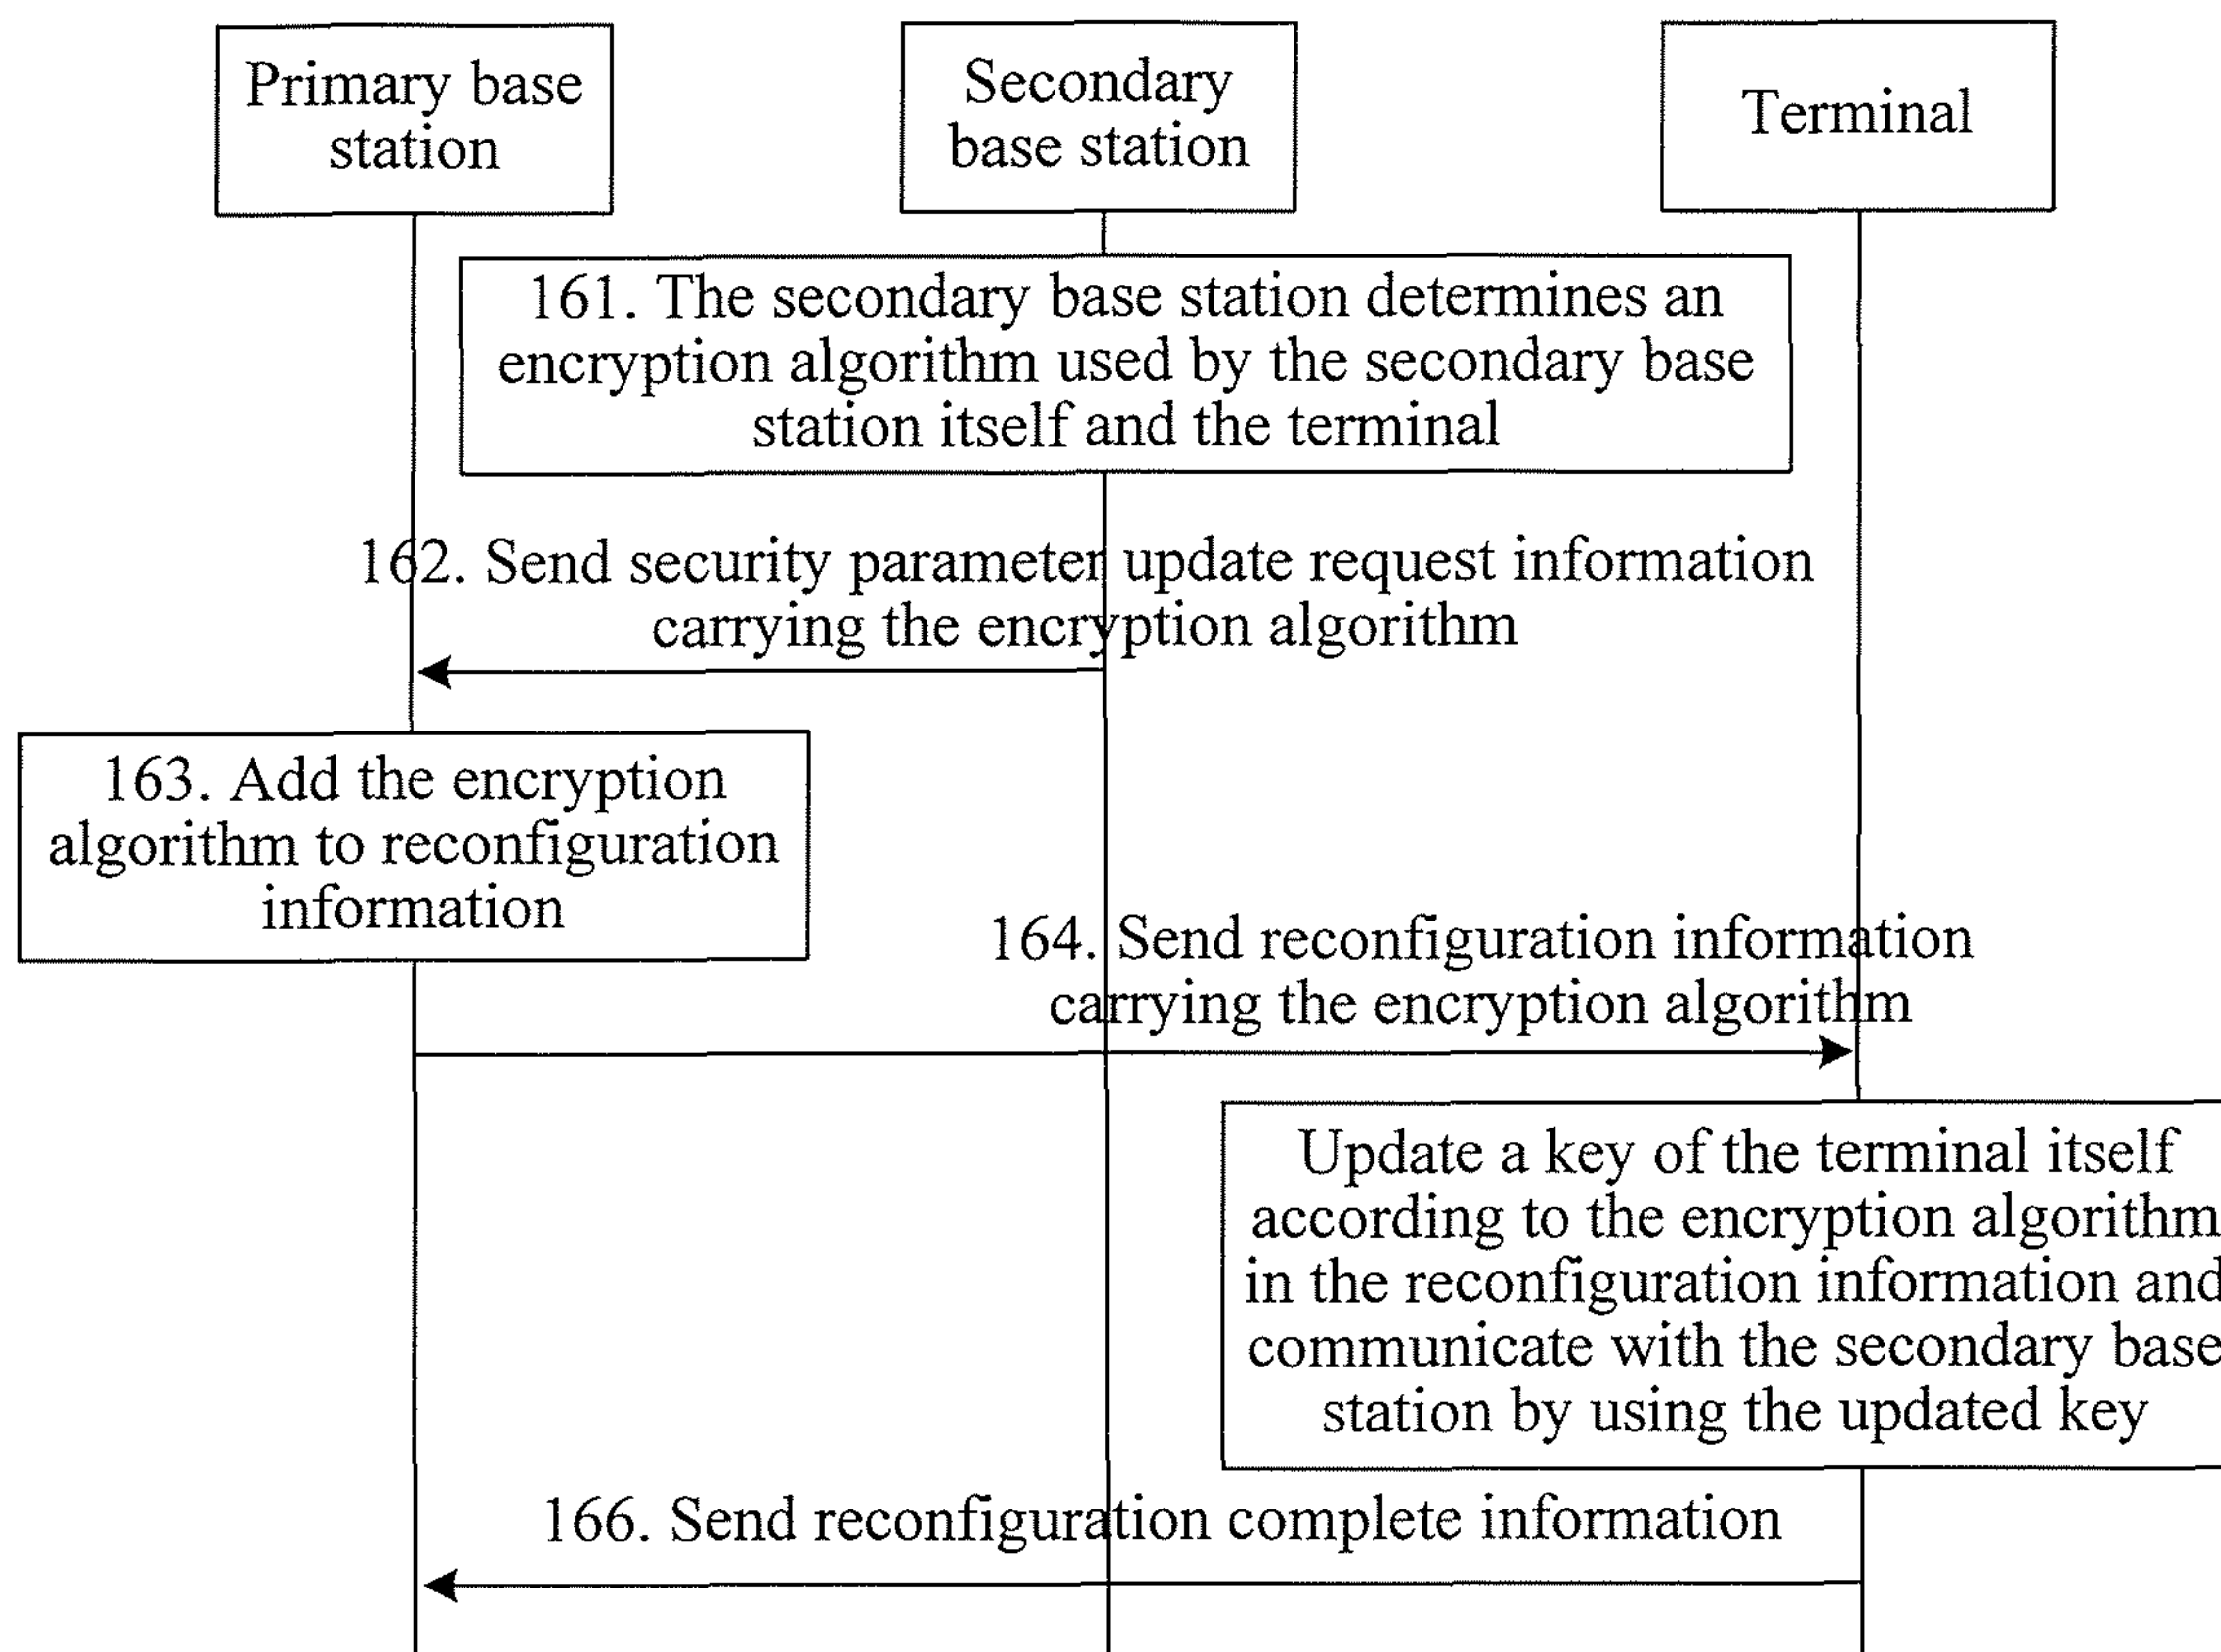 Primary base
station
Secondary
base station
Terminal
161. The secondary base station determines an
encryption algorithm used by the secondary base
station itself and the terminal
162. Send security parameter update request information
carrying the encryption algorithm
163. Add the encryption
algorithm to reconfiguration
information
164. Send reconfiguration information
carrying the encryption algorithm
Update a key of the terminal itself
according to the encryption algorithm
in the reconfiguration information and
communicate with the secondary base
station by using the updated key
166. Send reconfiguration complete information